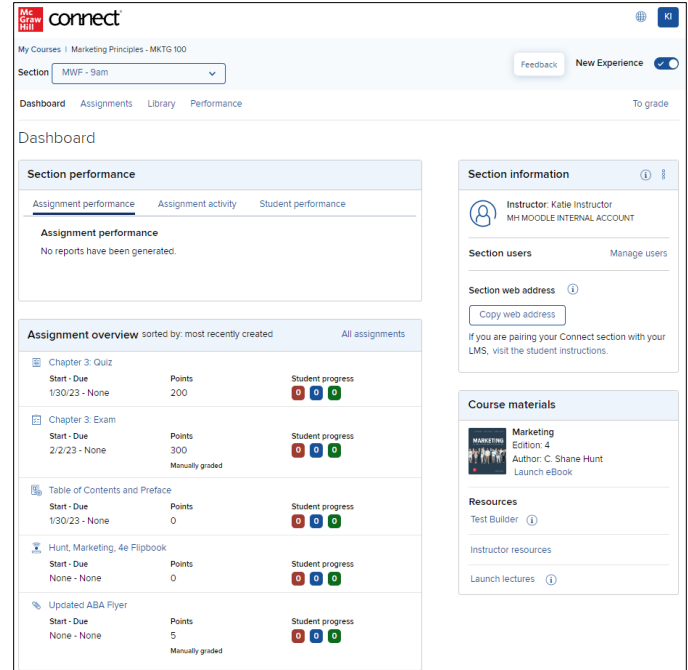 Mc
Graw
Hill
connect
KI
My Courses | Marketing Principles - MKTG 100
Section MWF - 9am
Feedback New Experience
Dashboard Assignments Library Performance To grade
Dashboard
Section performance
Assignment performance Assignment activity Student performance
Assignment performance
No reports have been generated.
Assignment overview sorted by: most recently created All assignments
Chapter 3: Quiz
Start - Due Points Student progress
1/30/23 - None 200 0 0 0
Chapter 3: Exam
Start - Due Points Student progress
2/2/23 - None 300 0 0 0
Manually graded
Table of Contents and Preface
Start - Due Points Student progress
1/30/23 - None 0 0 0 0
Hunt, Marketing, 4e Flipbook
Start - Due Points Student progress
None - None 0 0 0 0
Updated ABA Flyer
Start - Due Points Student progress
None - None 5 0 0 0
Manually graded
Section information
Instructor: Katie Instructor
MH MOODLE INTERNAL ACCOUNT
Section users Manage users
Section web address
Copy web address
If you are pairing your Connect section with your
LMS, visit the student instructions.
Course materials
MARKETING
Marketing
Edition: 4
Author: C. Shane Hunt
Launch eBook
Resources
Test Builder
Instructor resources
Launch lectures